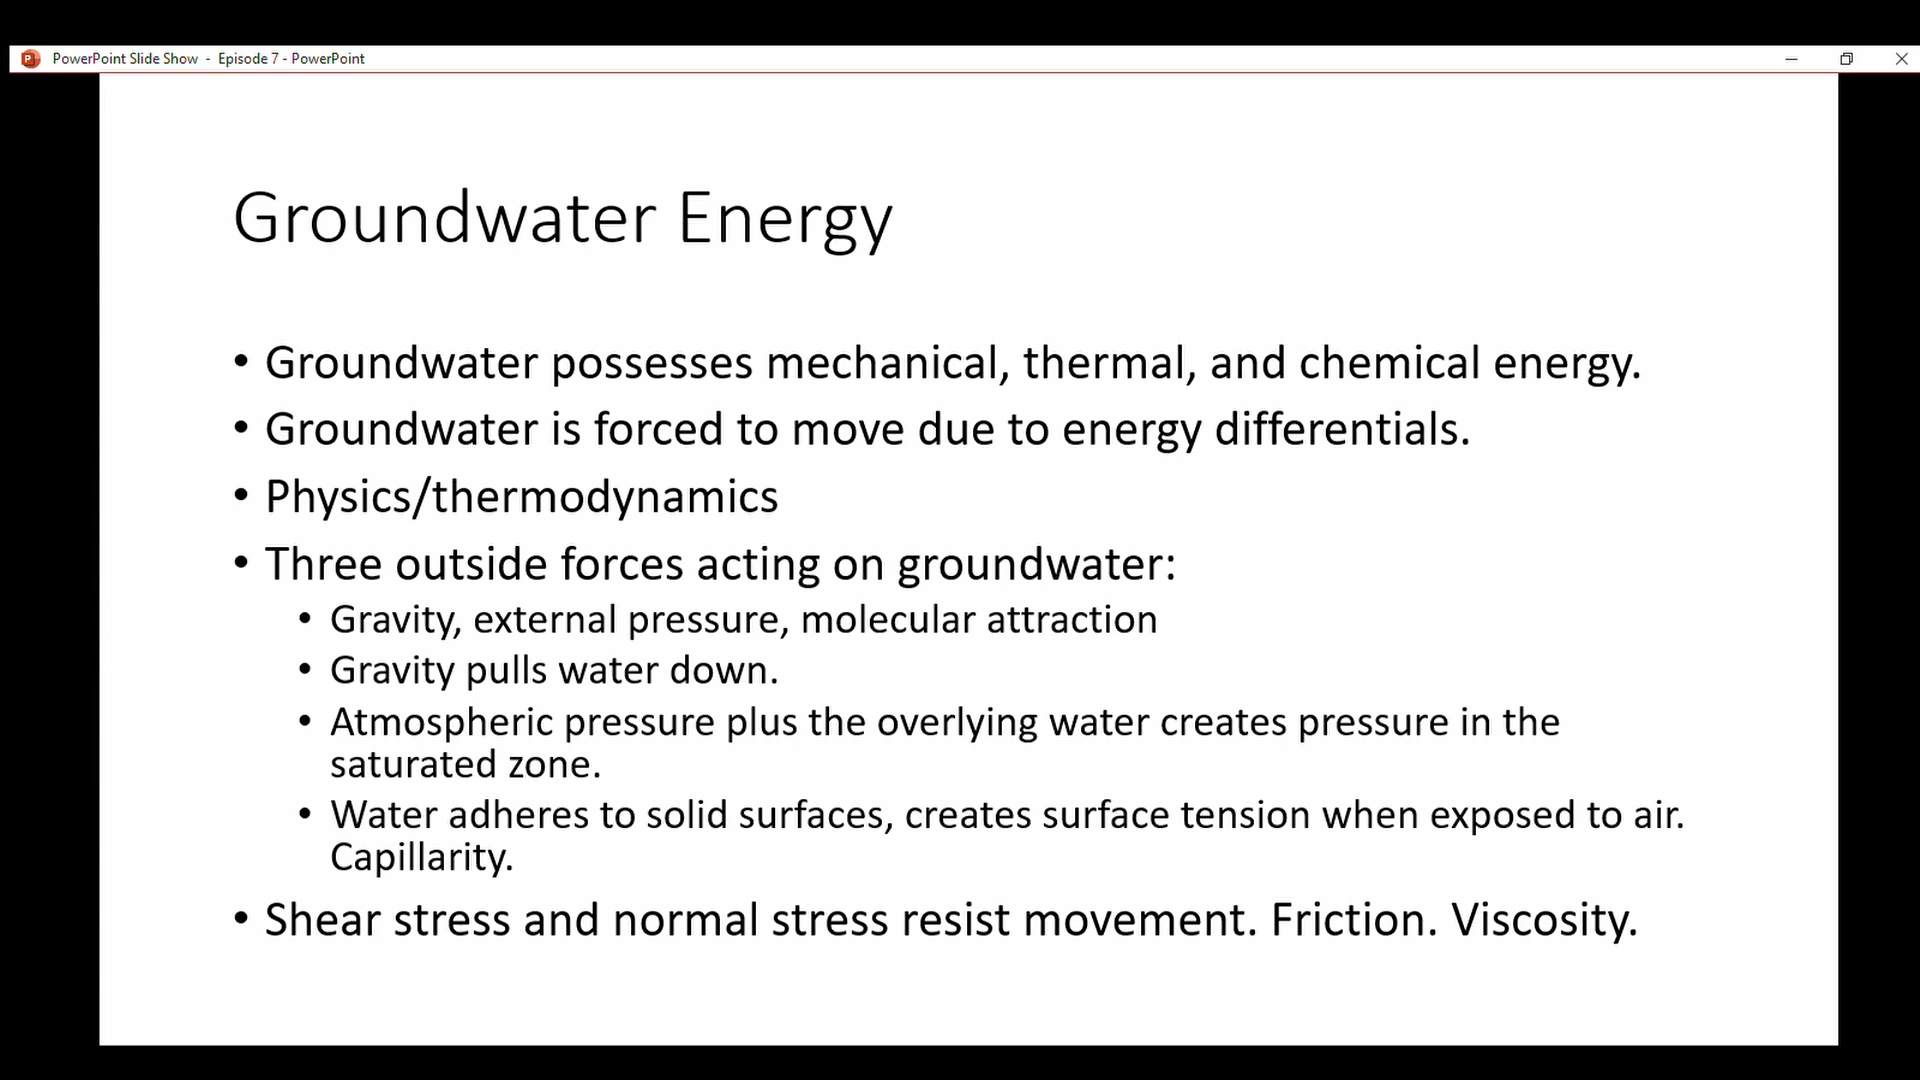 PowerPoint Slide Show - Episode 7 - PowerPoint
Groundwater Energy
• Groundwater possesses mechanical, thermal, and chemical energy.
• Groundwater is forced to move due to energy differentials.
• Physics/thermodynamics
• Three outside forces acting on groundwater:
• Gravity, external pressure, molecular attraction
• Gravity pulls water down.
• Atmospheric pressure plus the overlying water creates pressure in the
saturated zone.
• Water adheres to solid surfaces, creates surface tension when exposed to air.
Capillarity.
• Shear stress and normal stress resist movement. Friction. Viscosity.